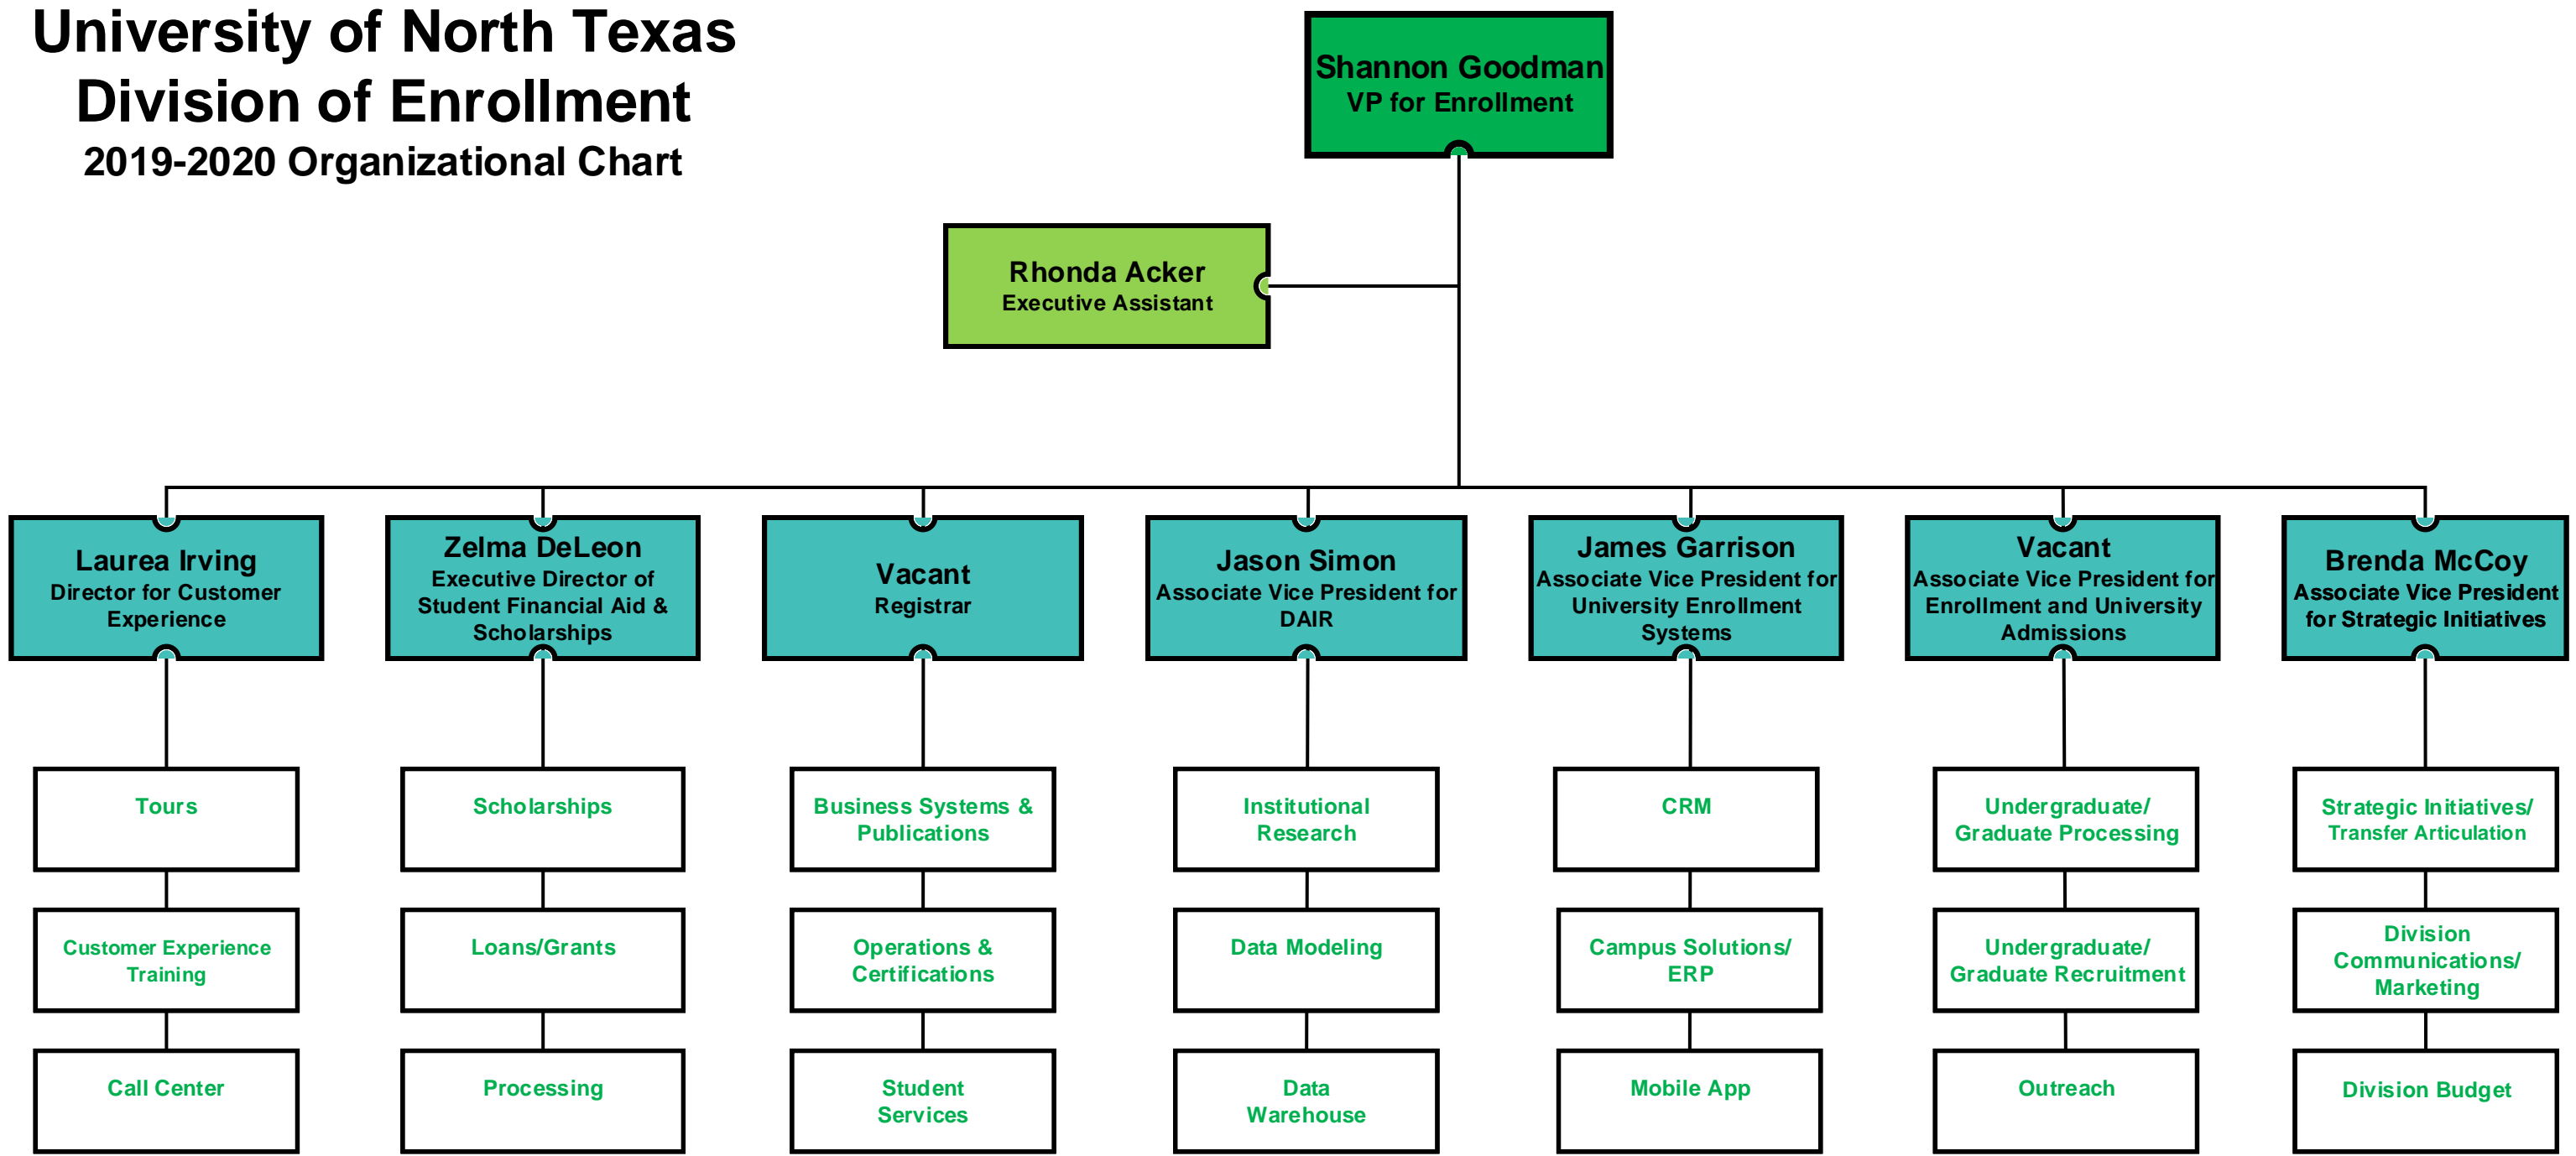 University of North Texas
Division of Enrollment
2019-2020 Organizational Chart
Shannon Goodman
VP for Enrollment
Rhonda Acker
Executive Assistant
Laurea Irving
Director for Customer
Experience
Zelma DeLeon
Executive Director of
Student Financial Aid &
Scholarships
Vacant
Registrar
Jason Simon
Associate Vice President for
DAIR
James Garrison
Associate Vice President for
University Enrollment
Systems
Vacant
Associate Vice President for
Enrollment and University
Admissions
Brenda McCoy
Associate Vice President
for Strategic Initiatives
Tours
Scholarships
Business Systems &
Publications
Institutional
Research
CRM
Undergraduate/
Graduate Processing
Strategic Initiatives/
Transfer Articulation
Customer Experience
Training
Loans/Grants
Operations &
Certifications
Data Modeling
Campus Solutions/
ERP
Undergraduate/
Graduate Recruitment
Division
Communications/
Marketing
Call Center
Processing
Student
Services
Data
Warehouse
Mobile App
Outreach
Division Budget